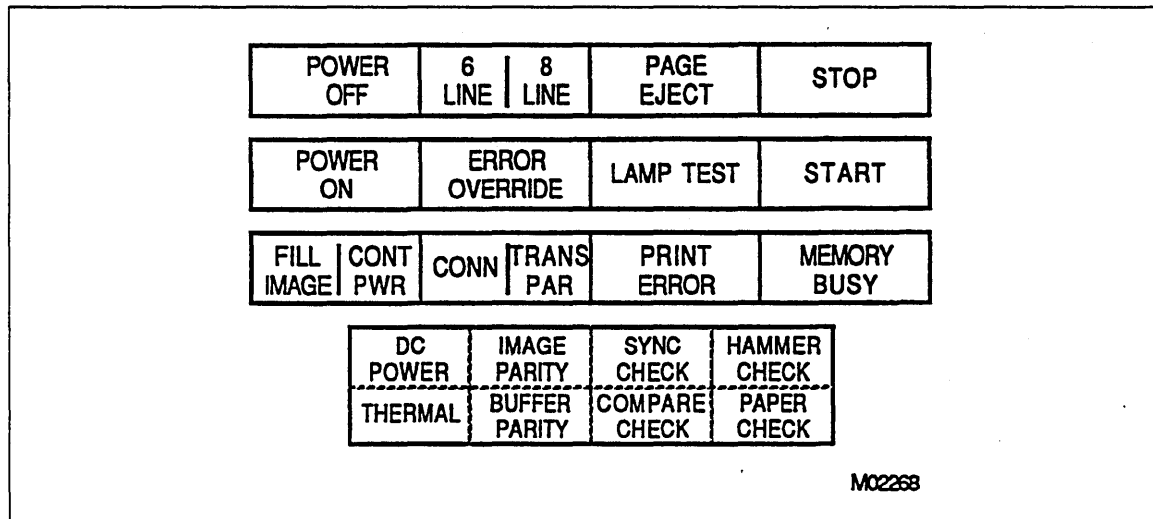 POWER OFF
6 LINE
8 LINE
PAGE EJECT
STOP
POWER ON
ERROR OVERRIDE
LAMP TEST
START
FILL IMAGE
CONT PWR
CONN
TRANS PAR
PRINT ERROR
MEMORY BUSY
DC POWER
IMAGE PARITY
SYNC CHECK
HAMMER CHECK
THERMAL
BUFFER PARITY
COMPARE CHECK
PAPER CHECK
M02268